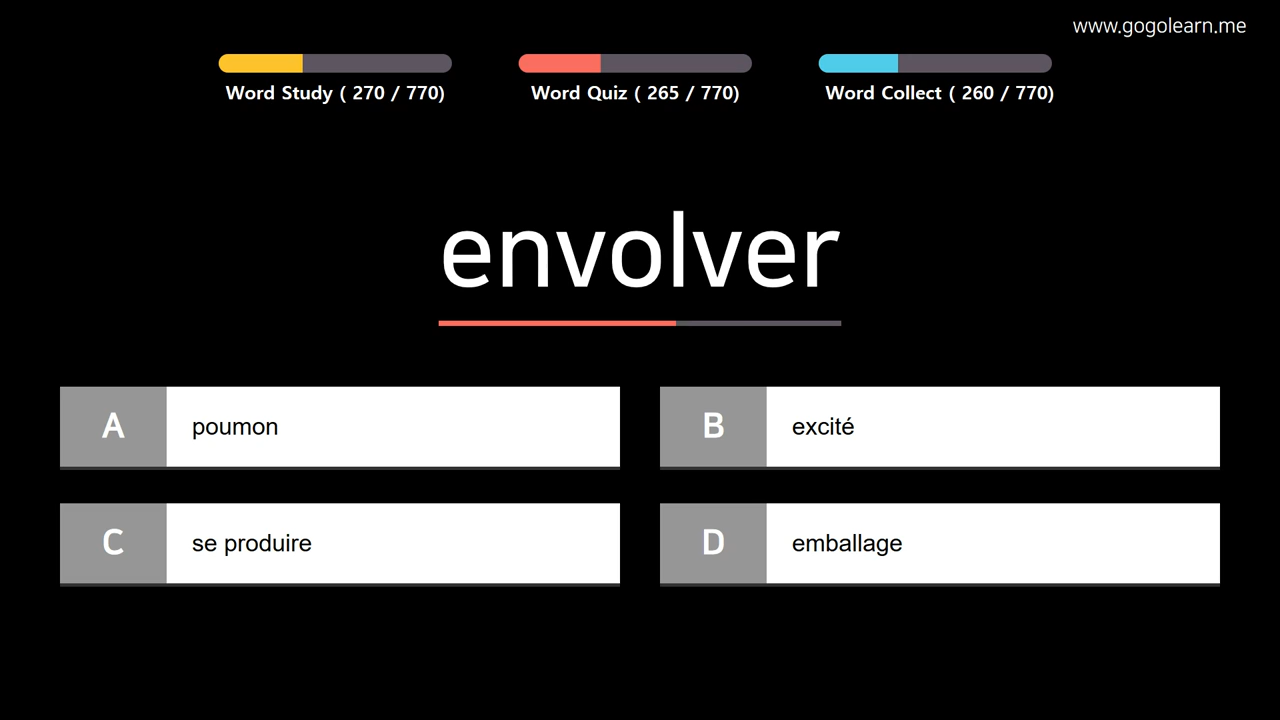 www.gogolearn.me
Word Study ( 270 / 770)
Word Quiz ( 265 / 770)
Word Collect ( 260 / 770)
envolver
A poumon
B excité
C se produire
D emballage